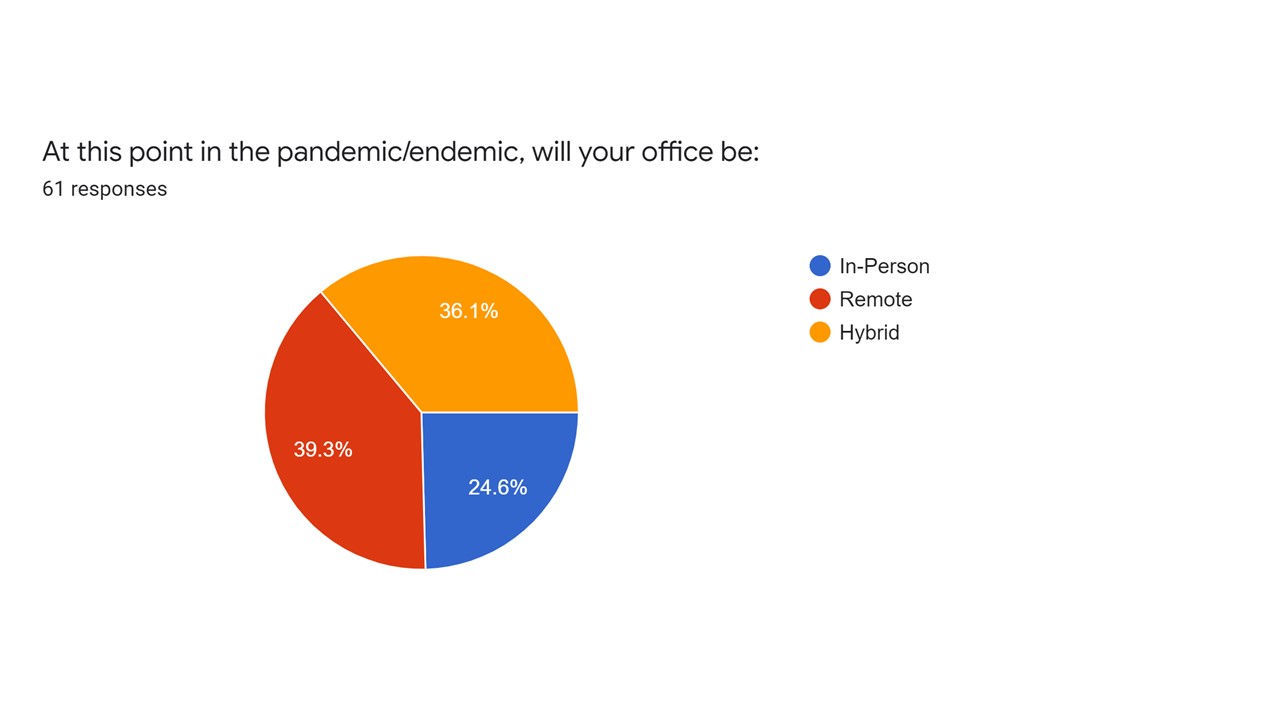 At this point in the pandemic/endemic, will your office be:
61 responses
36.1%
39.3%
24.6%
In-Person
Remote
Hybrid